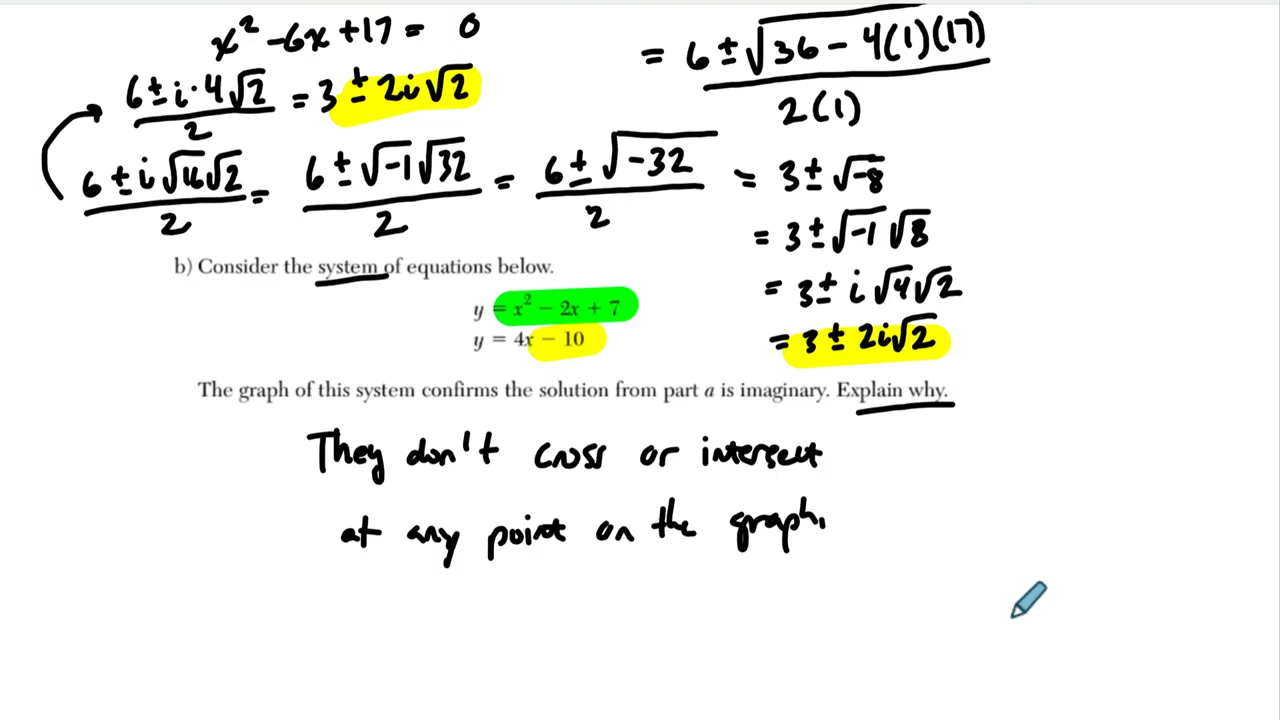 x² - 6x + 17 = 0
= 6 ± √36 - 4(1)(17) / 2(1)
6 ± i · 4√2 / 2 = 3 ± 2i√2
6 ± i√16√2 / 2 = 6 ± √-1√32 / 2 = 6 ± √-32 / 2 = 3 ± √-8
= 3 ± √-1√8
= 3 ± i√4√2
= 3 ± 2i√2
b) Consider the system of equations below.
y = x² − 2x + 7
y = 4x − 10
The graph of this system confirms the solution from part a is imaginary. Explain why.
They don't cross or intersect
at any point on the graph.